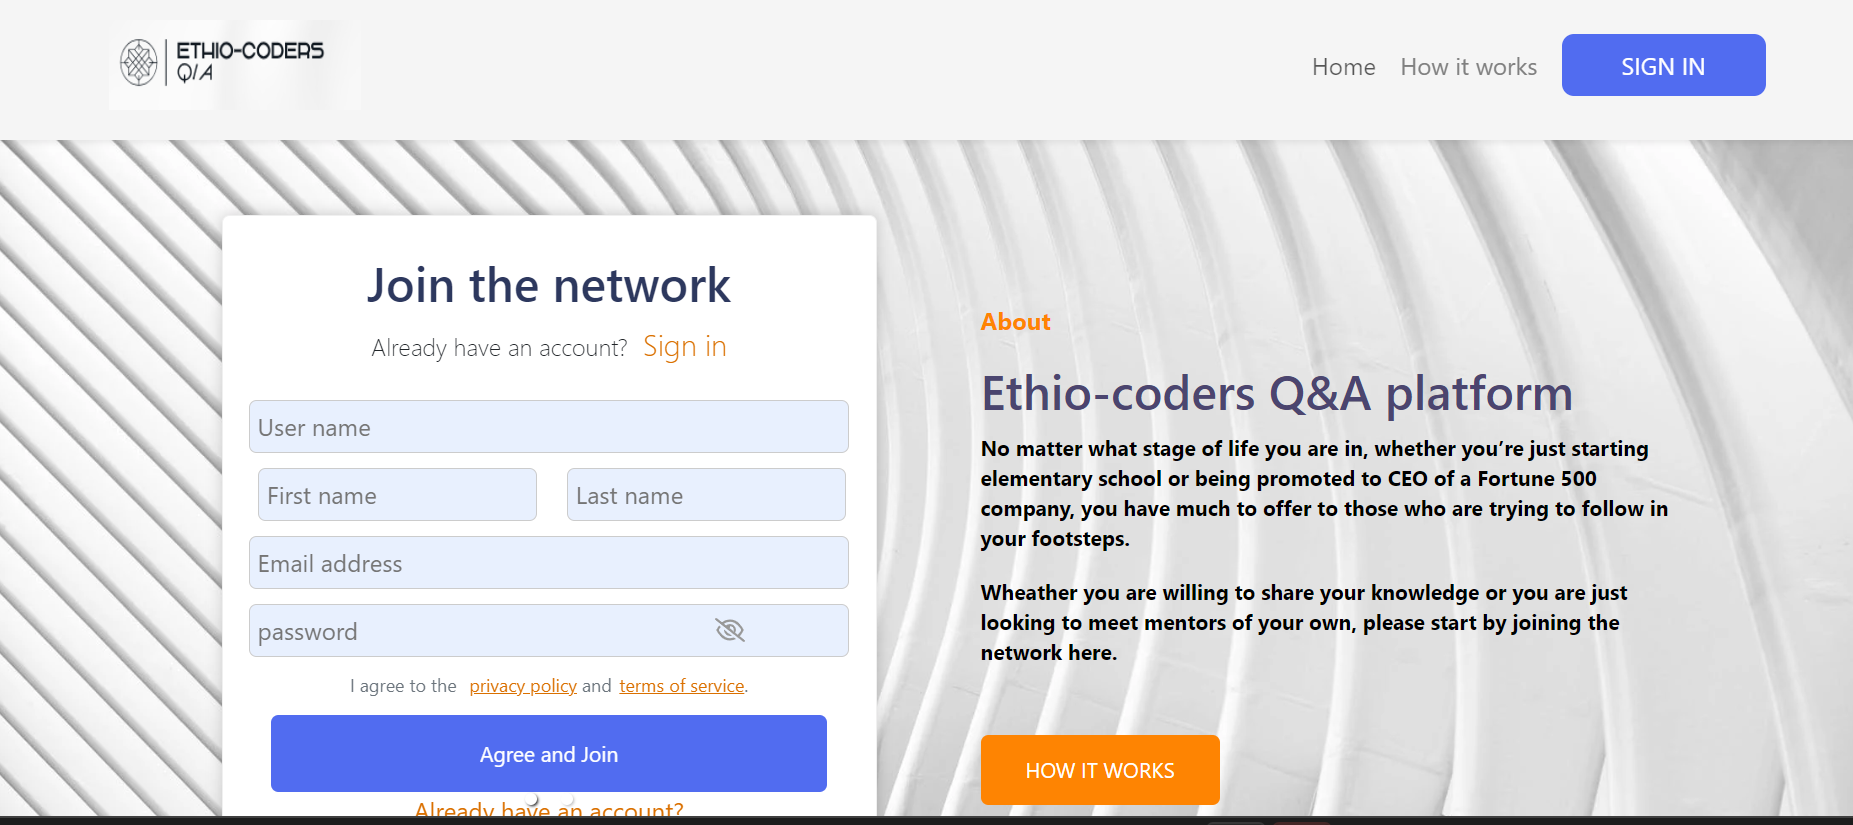 ETHIO-CODERS
Q/A
Home How it works SIGN IN
Join the network
Already have an account? Sign in
User name
First name Last name
Email address
password
I agree to the privacy policy and terms of service.
Agree and Join
Already have an account?
About
Ethio-coders Q&A platform
No matter what stage of life you are in, whether you’re just starting
elementary school or being promoted to CEO of a Fortune 500
company, you have much to offer to those who are trying to follow in
your footsteps.
Wheather you are willing to share your knowledge or you are just
looking to meet mentors of your own, please start by joining the
network here.
HOW IT WORKS